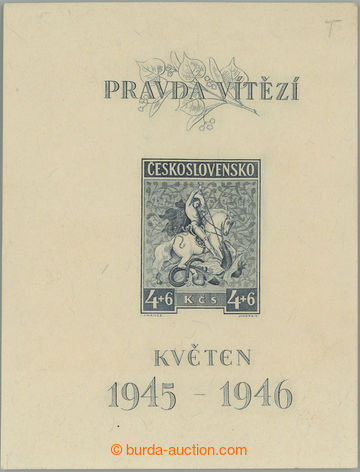 PRAVDA VÍTĚZÍ
ČESKOSLOVENSKO
4+6 KČS 4+6
KVĚTEN
1945 - 1946
© burda-auction.com